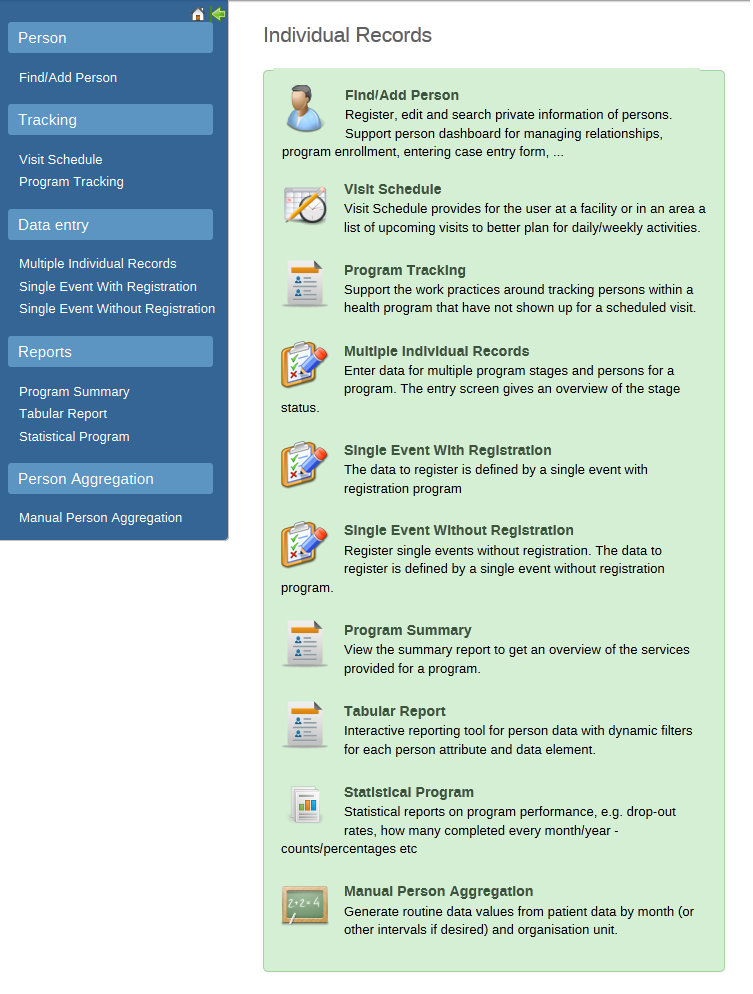 Person
Find/Add Person
Tracking
Visit Schedule
Program Tracking
Data entry
Multiple Individual Records
Single Event With Registration
Single Event Without Registration
Reports
Program Summary
Tabular Report
Statistical Program
Person Aggregation
Manual Person Aggregation
Individual Records
Find/Add Person
Register, edit and search private information of persons.
Support person dashboard for managing relationships,
program enrollment, entering case entry form, ...
Visit Schedule
Visit Schedule provides for the user at a facility or in an area a
list of upcoming visits to better plan for daily/weekly activities.
Program Tracking
Support the work practices around tracking persons within a
health program that have not shown up for a scheduled visit.
Multiple Individual Records
Enter data for multiple program stages and persons for a
program. The entry screen gives an overview of the stage
status.
Single Event With Registration
The data to register is defined by a single event with
registration program
Single Event Without Registration
Register single events without registration. The data to
register is defined by a single event without registration
program.
Program Summary
View the summary report to get an overview of the services
provided for a program.
Tabular Report
Interactive reporting tool for person data with dynamic filters
for each person attribute and data element.
Statistical Program
Statistical reports on program performance, e.g. drop-out
rates, how many completed every month/year -
counts/percentages etc
2+2=4
Manual Person Aggregation
Generate routine data values from patient data by month (or
other intervals if desired) and organisation unit.